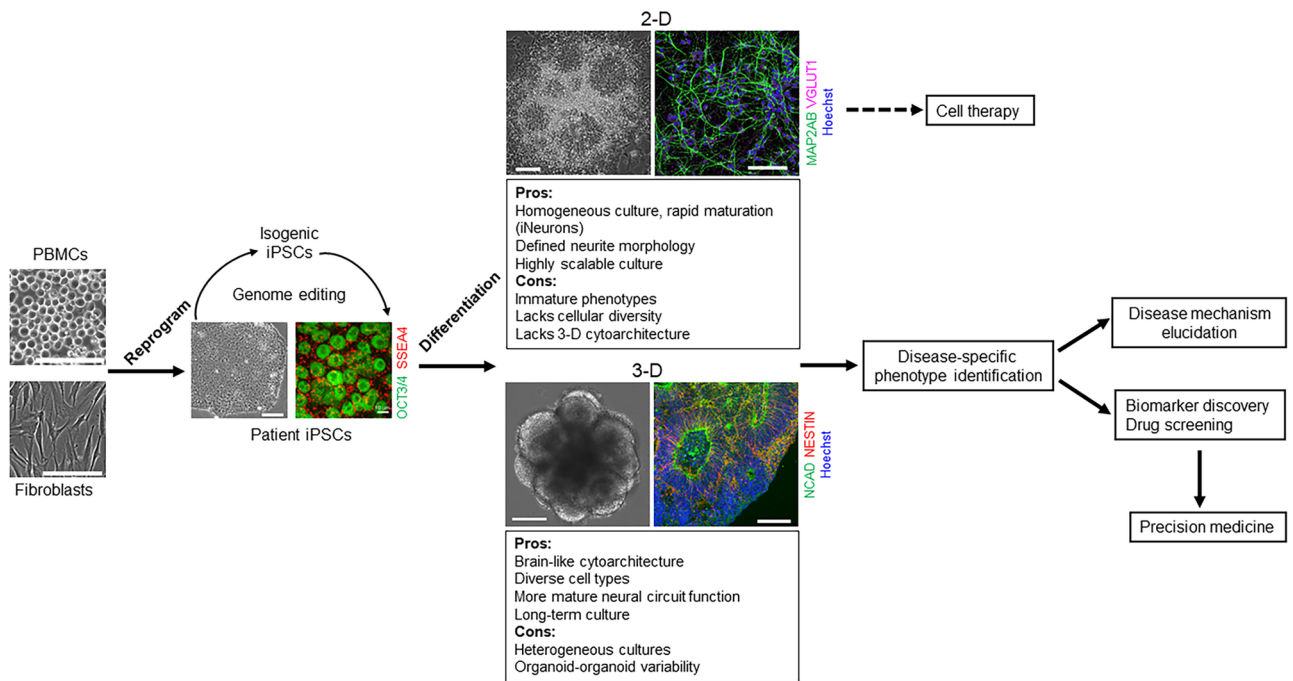 PBMCs
Fibroblasts
Reprogram
Isogenic
iPSCs
Genome editing
OCT3/4 SSEA4
Patient iPSCs
Differentiation
2-D
MAP2AB VGLUT1
Hoechst
Pros:
Homogeneous culture, rapid maturation
(iNeurons)
Defined neurite morphology
Highly scalable culture
Cons:
Immature phenotypes
Lacks cellular diversity
Lacks 3-D cytoarchitecture
3-D
NCAD NESTIN
Hoechst
Pros:
Brain-like cytoarchitecture
Diverse cell types
More mature neural circuit function
Long-term culture
Cons:
Heterogeneous cultures
Organoid-organoid variability
Cell therapy
Disease-specific
phenotype identification
Disease mechanism
elucidation
Biomarker discovery
Drug screening
Precision medicine